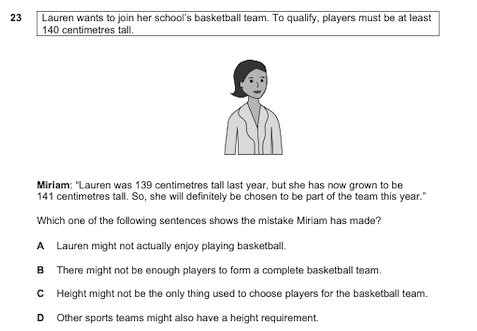 23 Lauren wants to join her school's basketball team. To qualify, players must be at least
140 centimetres tall.
Miriam: "Lauren was 139 centimetres tall last year, but she has now grown to be
141 centimetres tall. So, she will definitely be chosen to be part of the team this year."
Which one of the following sentences shows the mistake Miriam has made?
A Lauren might not actually enjoy playing basketball.
B There might not be enough players to form a complete basketball team.
C Height might not be the only thing used to choose players for the basketball team.
D Other sports teams might also have a height requirement.